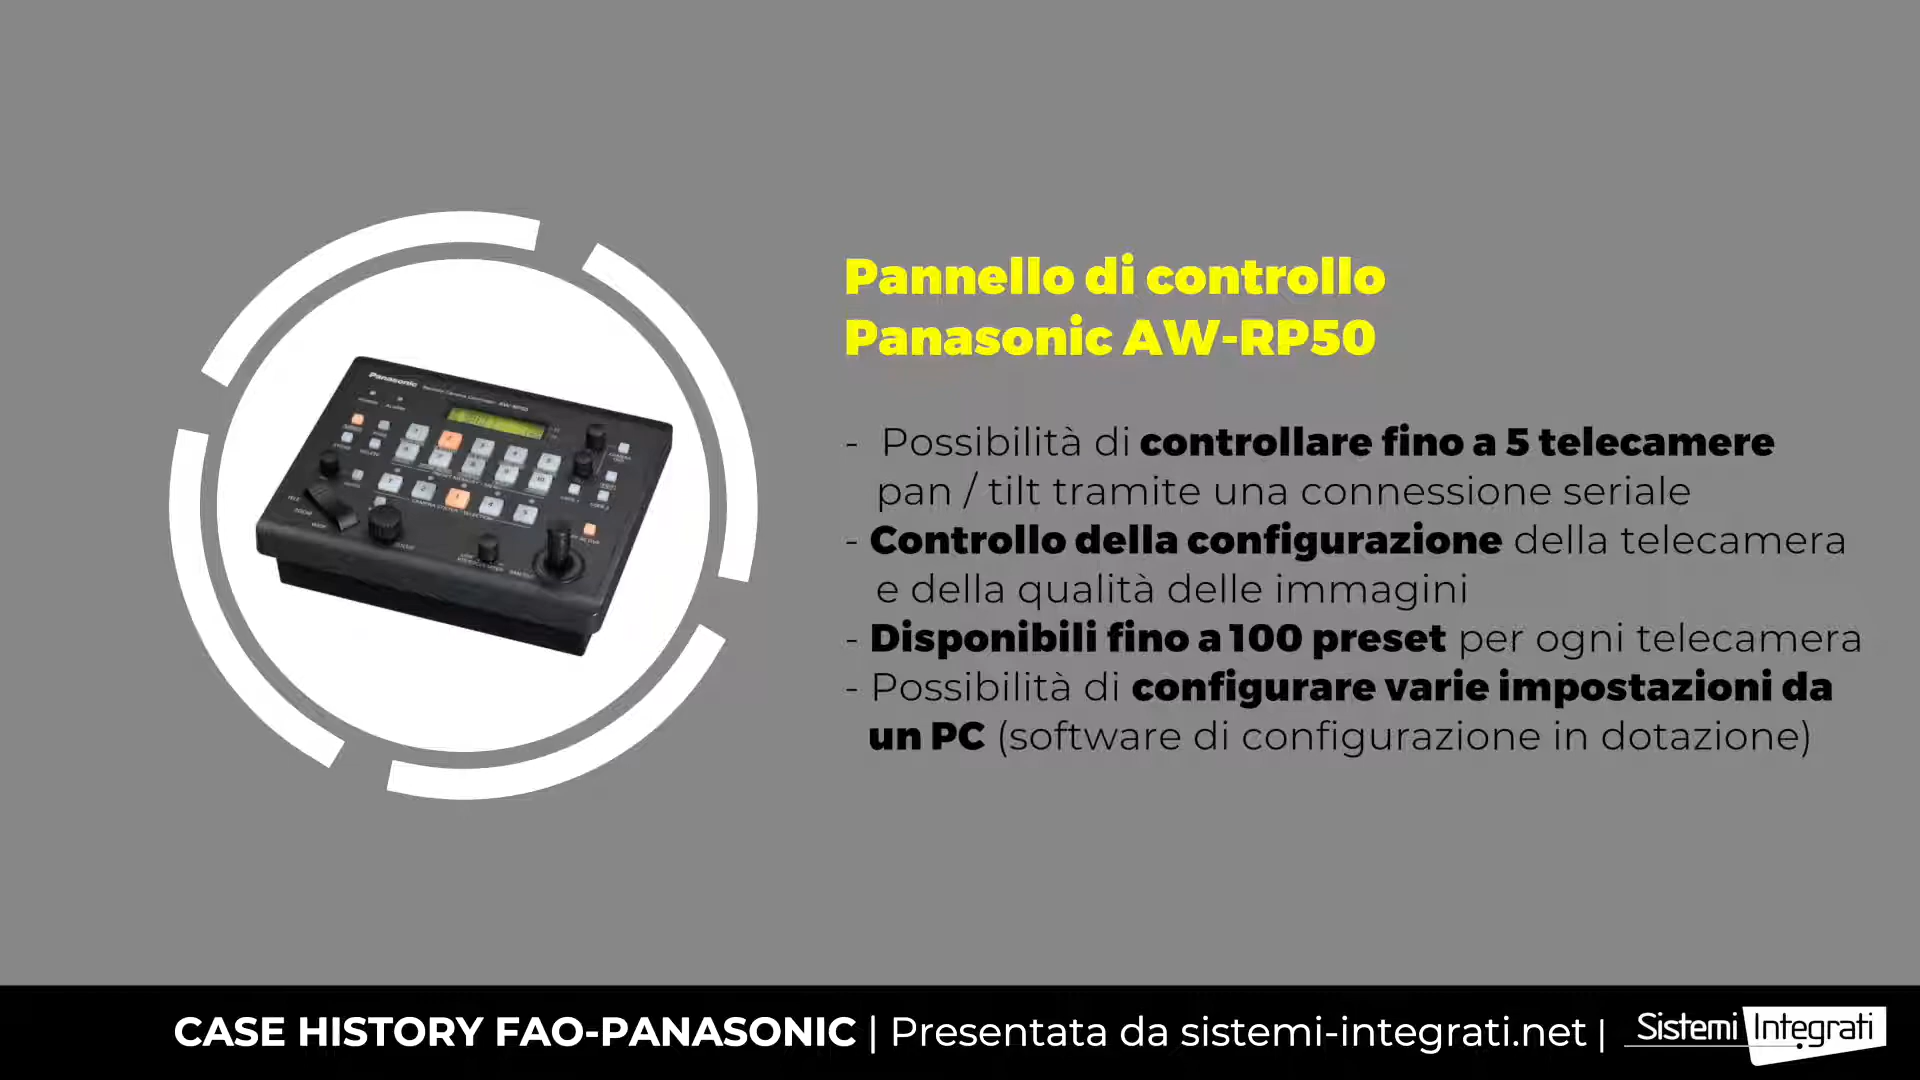 Pannello di controllo
Panasonic AW-RP50
- Possibilità di controllare fino a 5 telecamere
pan / tilt tramite una connessione seriale
- Controllo della configurazione della telecamera
e della qualità delle immagini
- Disponibili fino a 100 preset per ogni telecamera
- Possibilità di configurare varie impostazioni da
un PC (software di configurazione in dotazione)
Panasonic
AW-RP50
CASE HISTORY FAO-PANASONIC | Presentata da sistemi-integrati.net | Sistemi Integrati